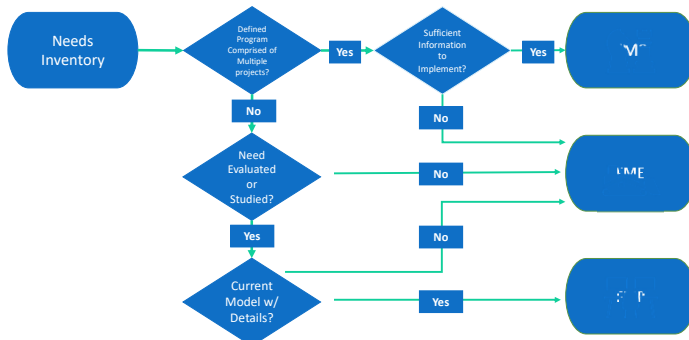 Needs
Inventory
Defined
Program
Comprised of
Multiple
projects?
Yes
Sufficient
Information
to
Implement?
Yes
No
No
Need
Evaluated
or
Studied?
No
Yes
No
Current
Model w/
Details?
Yes